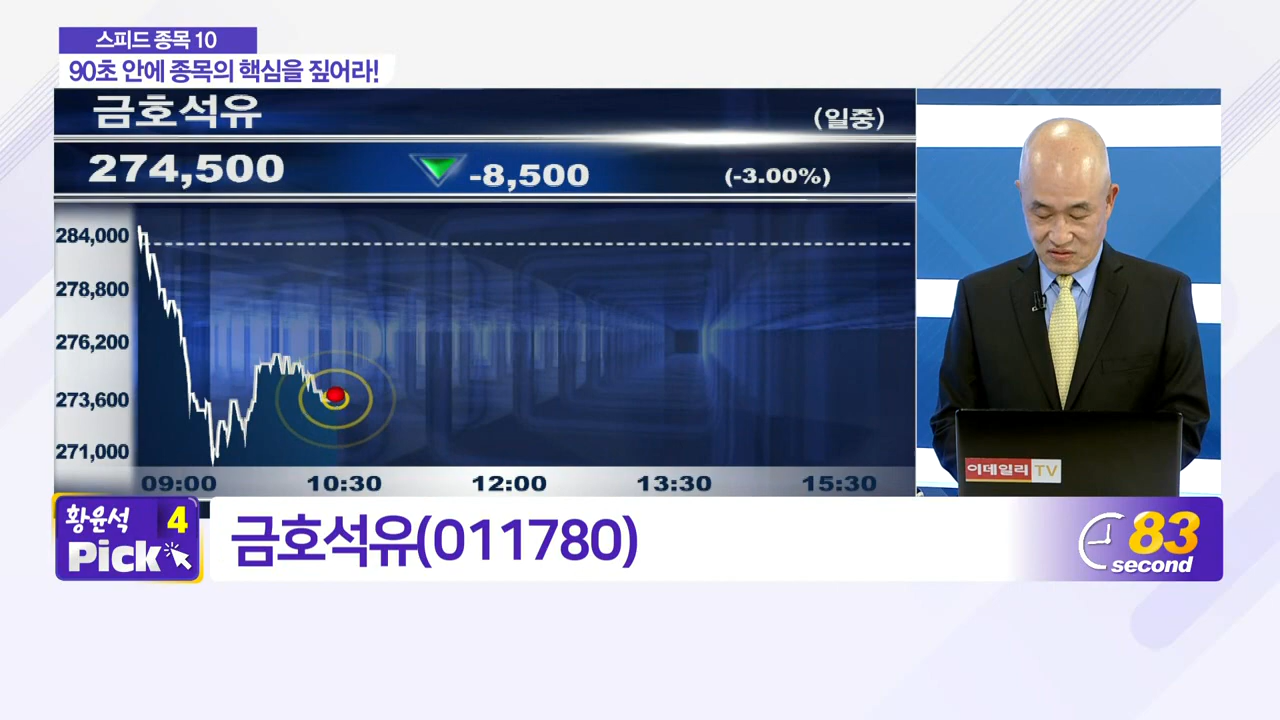 스피드 종목 10
90초 안에 종목의 핵심을 짚어라!
금호석유
(일중)
274,500
-8,500
(-3.00%)
284,000
278,800
276,200
273,600
271,000
09:00
10:30
12:00
13:30
15:30
이데일리 TV
황윤석
4
Pick
금호석유(011780)
83
second